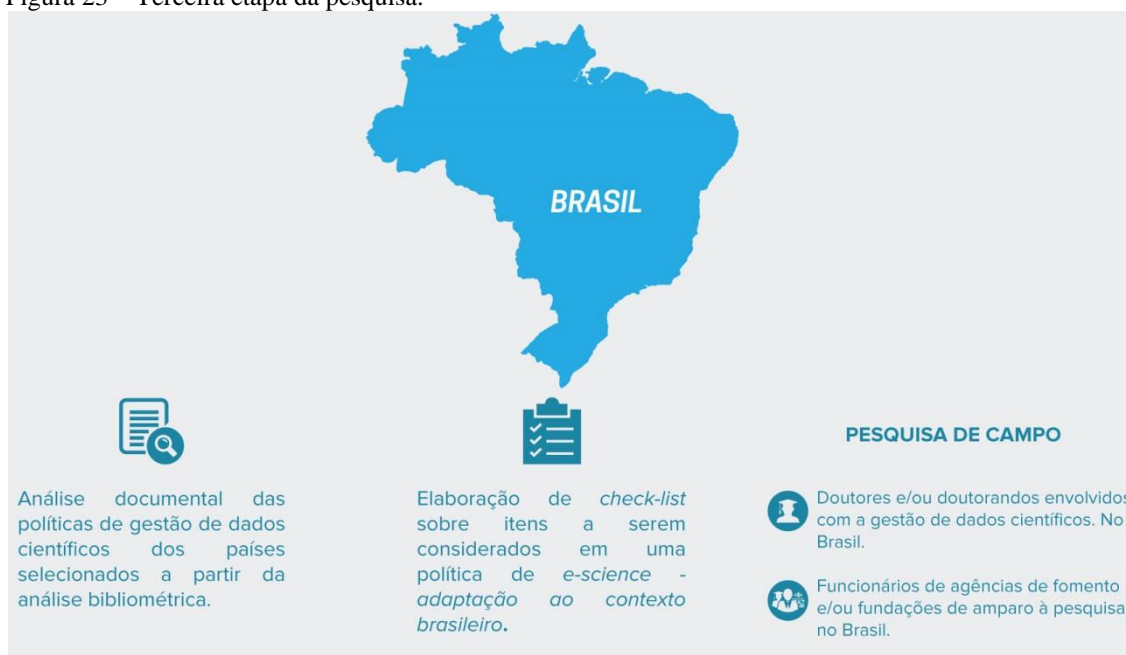 Figura 23 – Terceira etapa da pesquisa.
BRASIL
Análise documental das
políticas de gestão de dados
científicos dos países
selecionados a partir da
análise bibliométrica.
Elaboração de check-list
sobre itens a serem
considerados em uma
política de e-science -
adaptação ao contexto
brasileiro.
PESQUISA DE CAMPO
Doutores e/ou doutorandos envolvidos
com a gestão de dados científicos. No
Brasil.
Funcionários de agências de fomento
e/ou fundações de amparo à pesquisa
no Brasil.